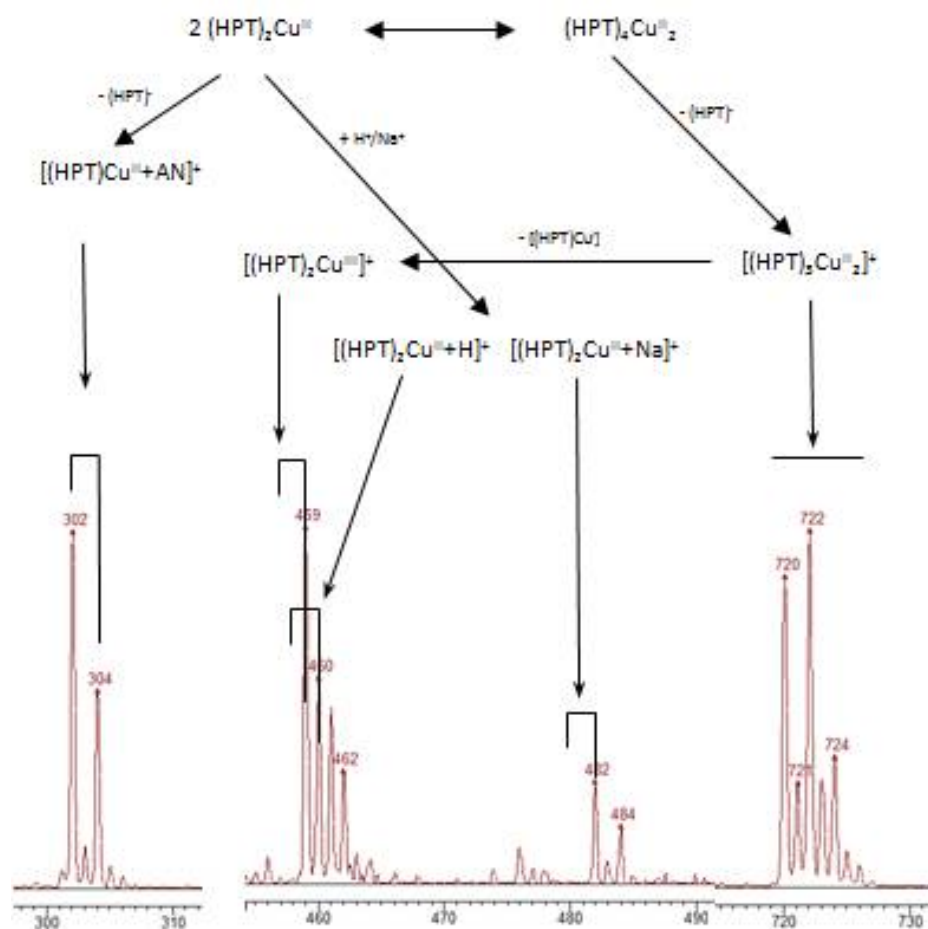 2 (HPT)₂Cuᴵᴵ
(HPT)₄Cuᴵᴵ₂
- (HPT)⁻
- (HPT)⁻
+ H⁺/Na⁺
[(HPT)Cuᴵᴵ+AN]⁺
- [(HPT)Cuᴵ]
[(HPT)₂Cuᴵᴵᴵ]⁺
[(HPT)₃Cuᴵᴵ₂]⁺
[(HPT)₂Cuᴵᴵ+H]⁺
[(HPT)₂Cuᴵᴵ+Na]⁺
302
304
459
460
462
482
484
720
721
722
724
300 310
460 470 480 490
720 730